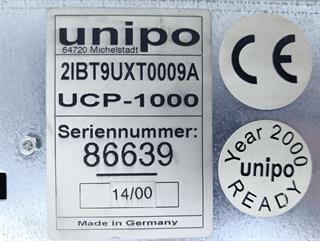 unipo
64720 Michelstadt
2IBT9UXT0009A
UCP-1000
Seriennummer:
86639
14/00
Made in Germany
CE
Year 2000
unipo
READY